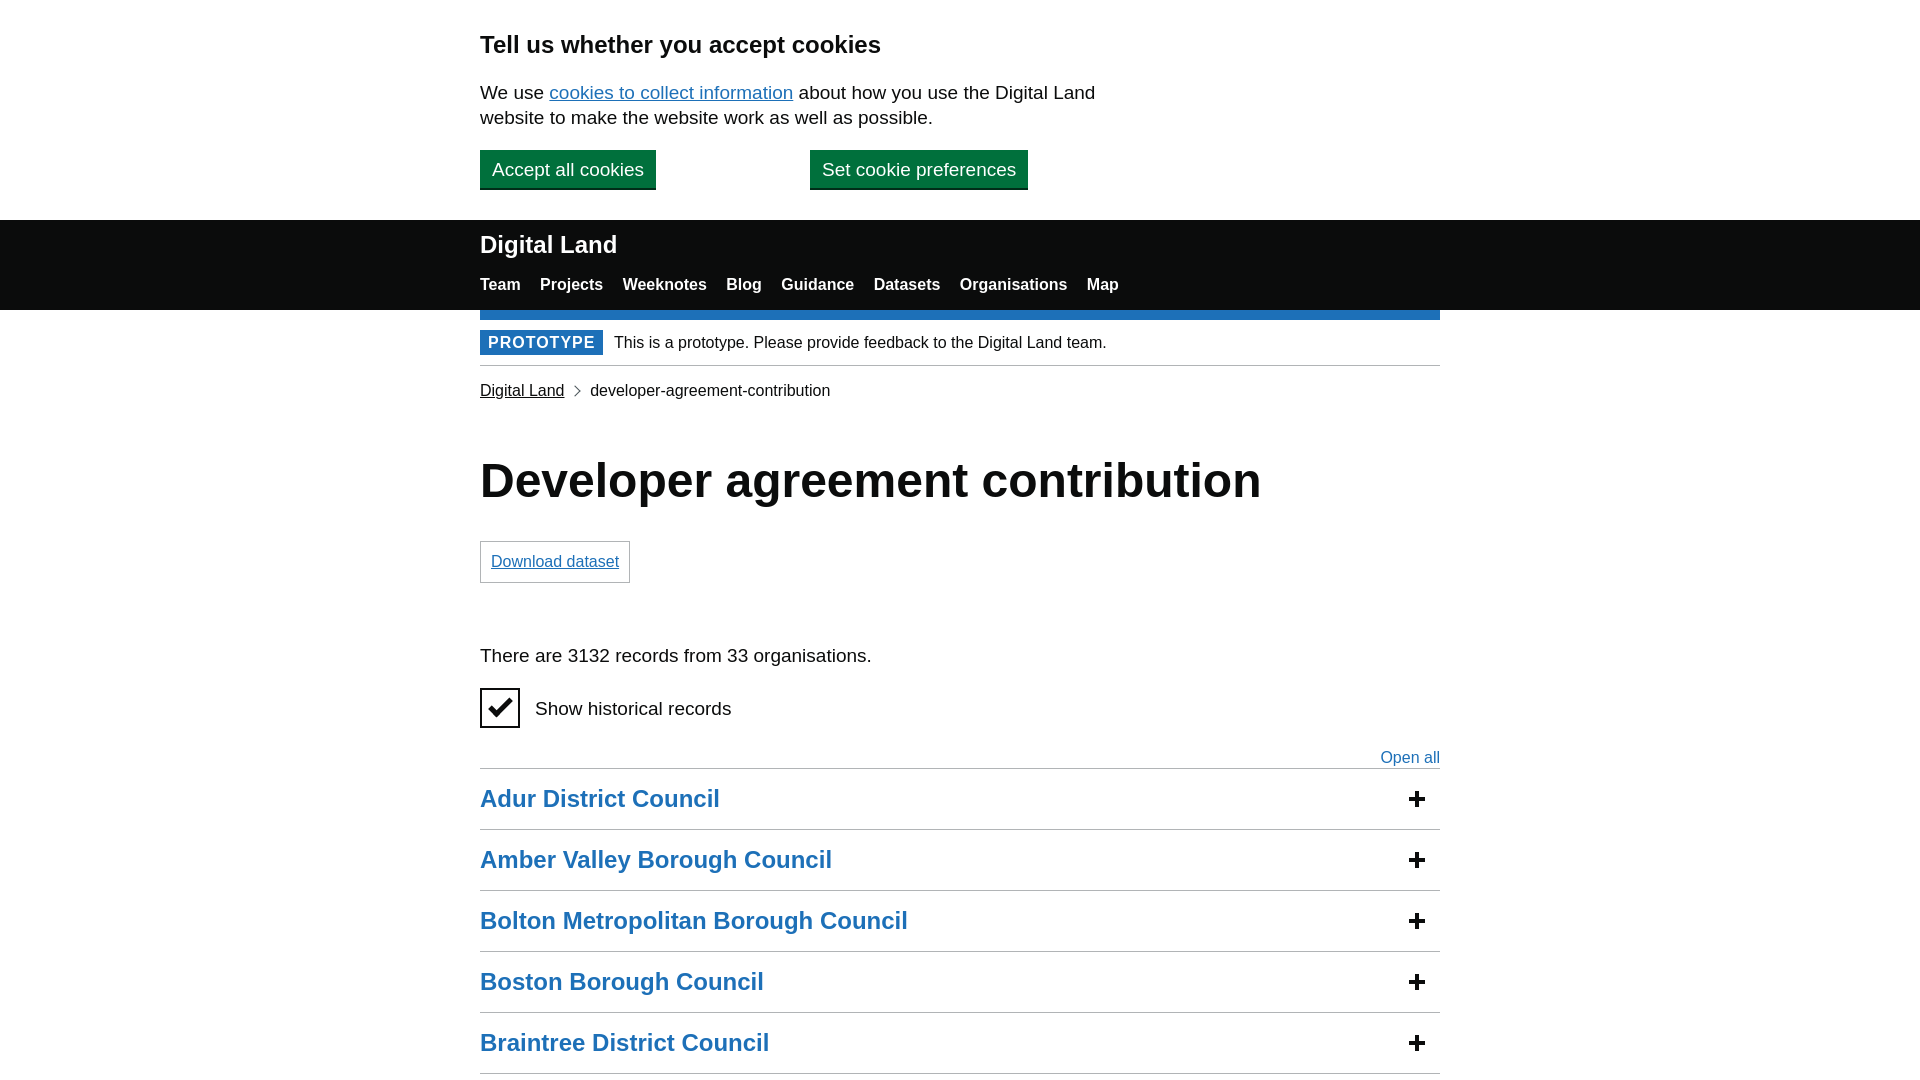 Tell us whether you accept cookies
We use cookies to collect information about how you use the Digital Land
website to make the website work as well as possible.
Accept all cookies Set cookie preferences
Digital Land
Team Projects Weeknotes Blog Guidance Datasets Organisations Map
PROTOTYPE This is a prototype. Please provide feedback to the Digital Land team.
Digital Land developer-agreement-contribution
Developer agreement contribution
Download dataset
There are 3132 records from 33 organisations.
Show historical records
Open all
Adur District Council
Amber Valley Borough Council
Bolton Metropolitan Borough Council
Boston Borough Council
Braintree District Council